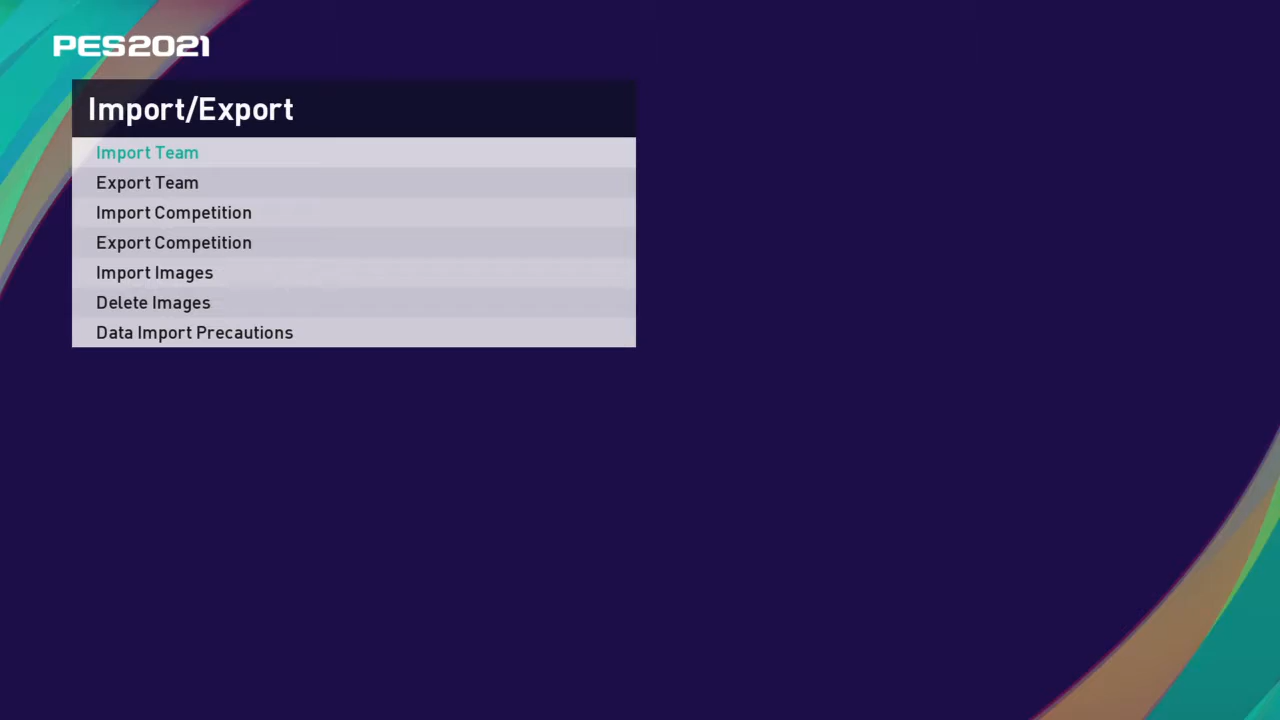 PES2021
Import/Export
Import Team
Export Team
Import Competition
Export Competition
Import Images
Delete Images
Data Import Precautions